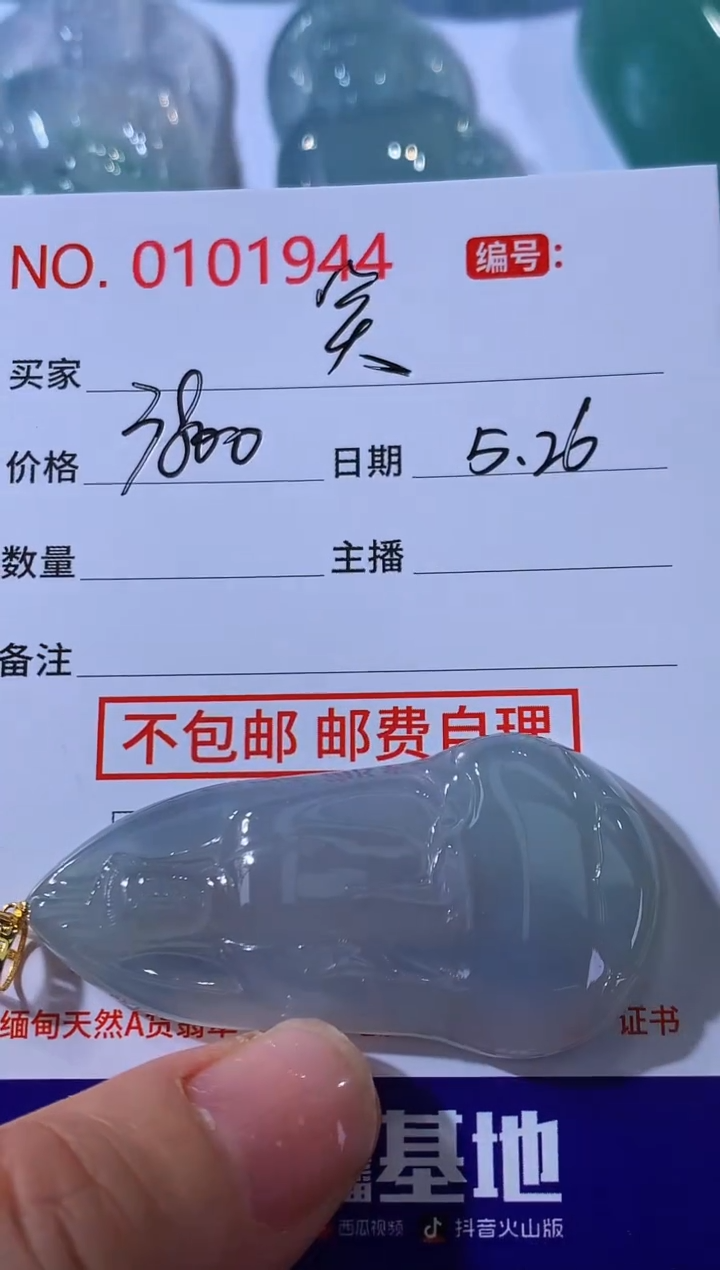 NO. 0101944 编号:
买家 笑
价格 3800 日期 5.26
数量 主播
备注
不包邮 邮费自理
缅甸天然A货翡翠 证书
基地
西瓜视频 抖音火山版